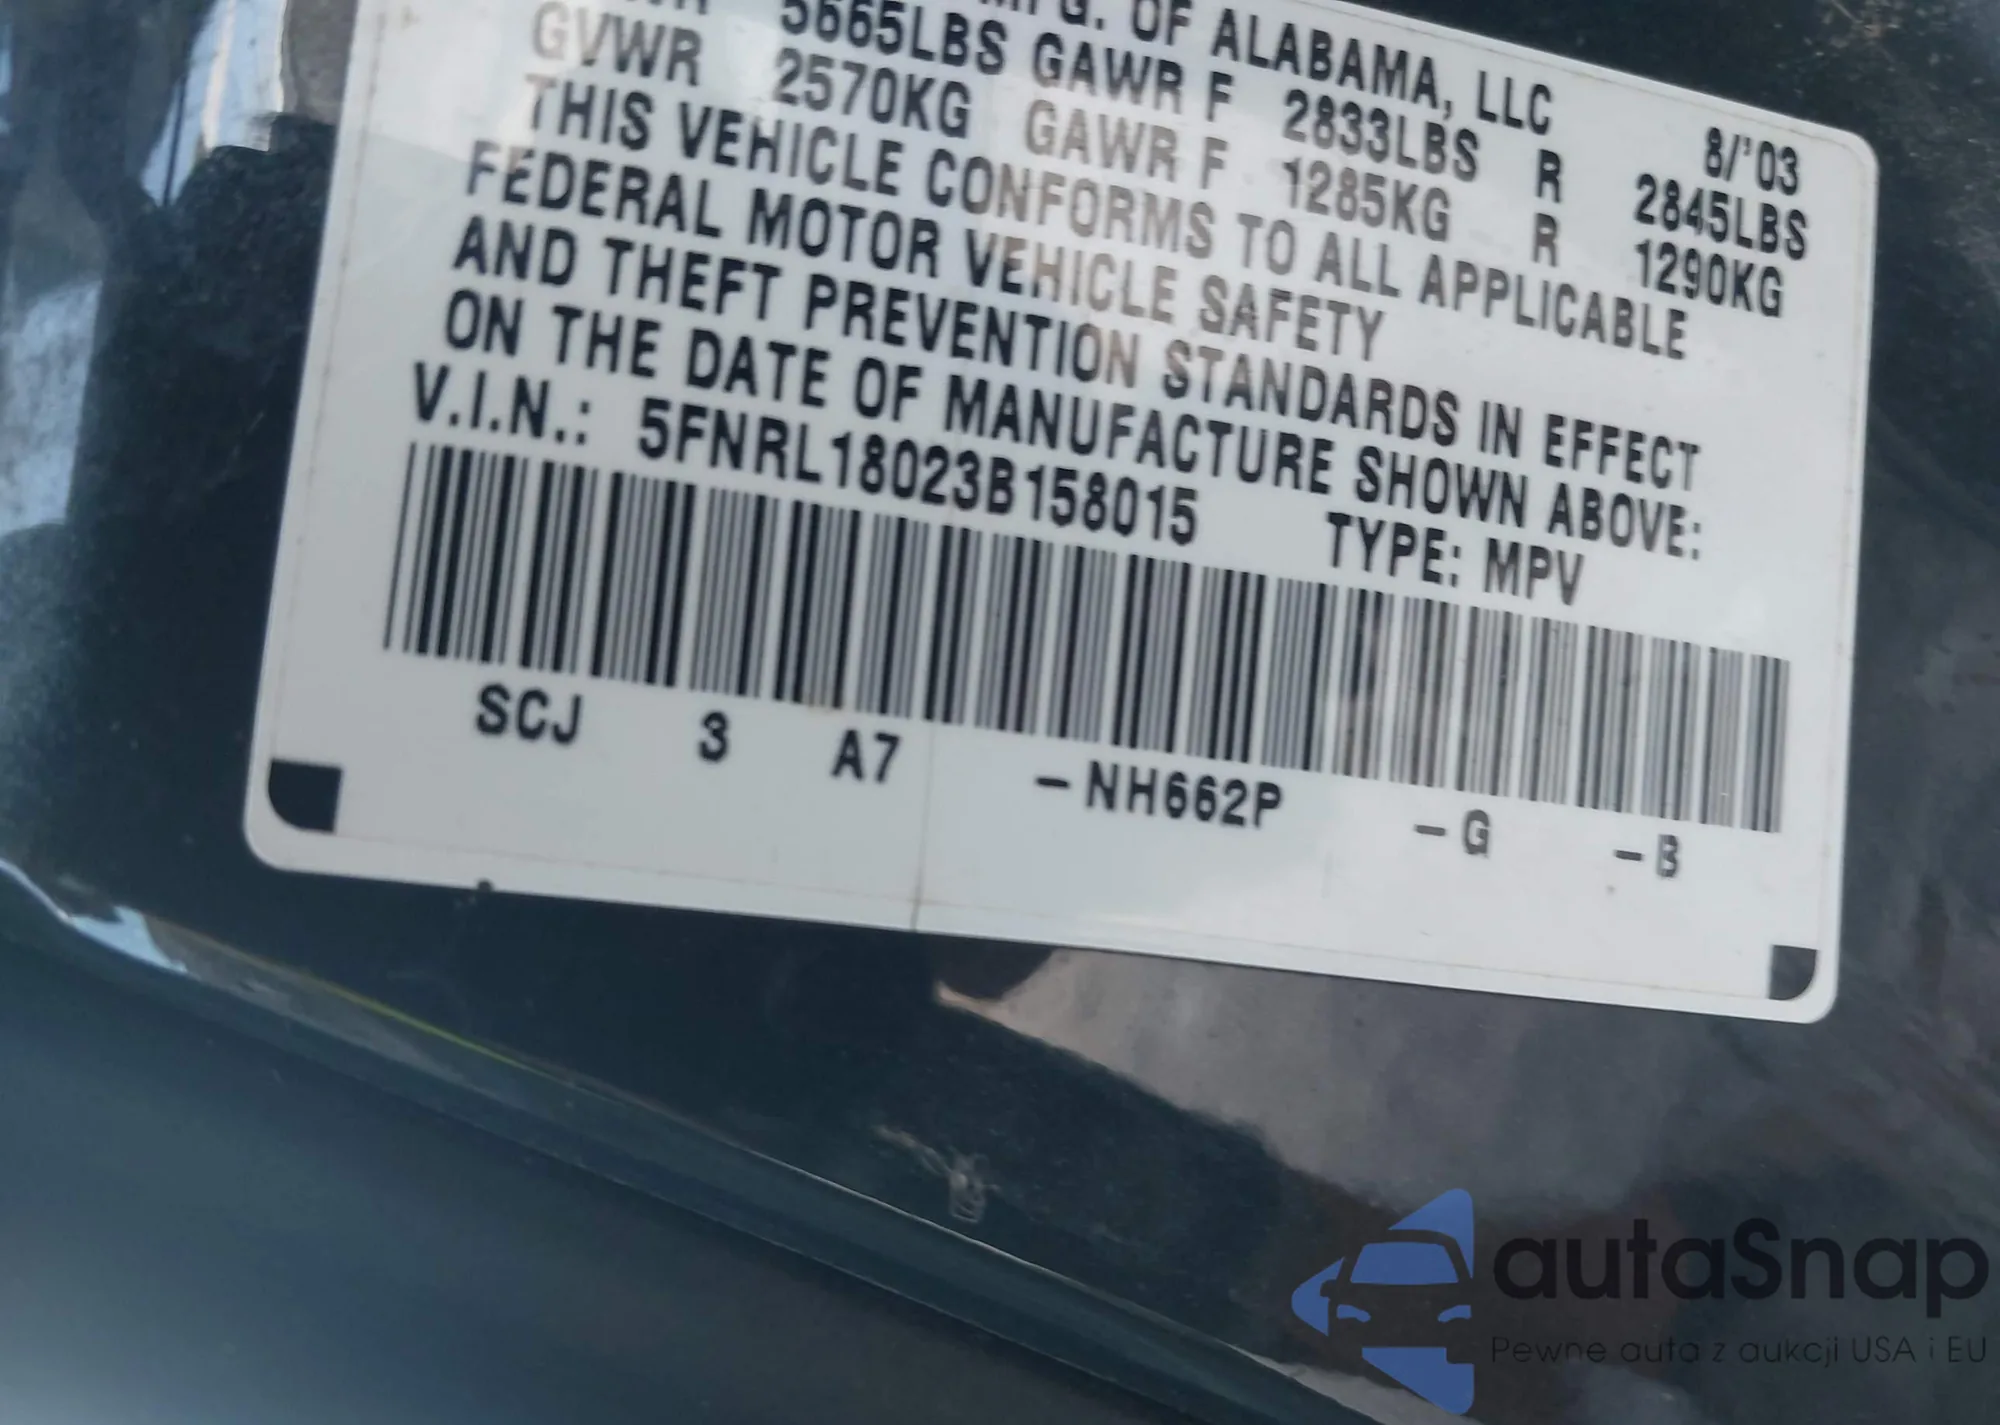 MFG. OF ALABAMA, LLC 8/'03
5665LBS GAWR F 2833LBS R 2845LBS
GVWR 2570KG GAWR F 1285KG R 1290KG
THIS VEHICLE CONFORMS TO ALL APPLICABLE
FEDERAL MOTOR VEHICLE SAFETY
AND THEFT PREVENTION STANDARDS IN EFFECT
ON THE DATE OF MANUFACTURE SHOWN ABOVE:
V.I.N.: 5FNRL18023B158015 TYPE: MPV
SCJ 3 A7 -NH662P -G -B
autaSnap
Pewne auta z aukcji USA i EU